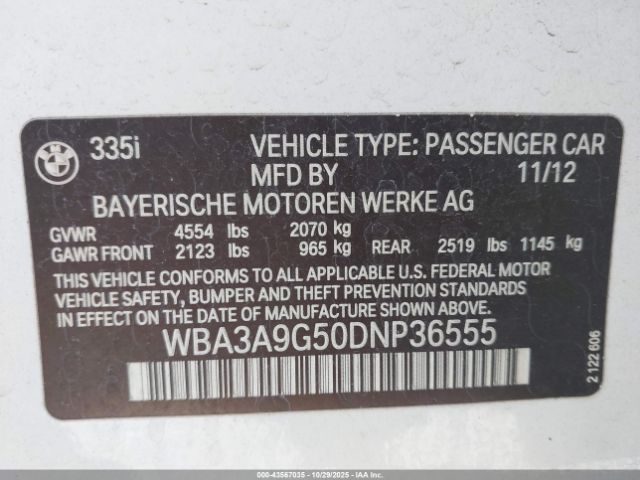 BMW 335i VEHICLE TYPE: PASSENGER CAR
MFD BY 11/12
BAYERISCHE MOTOREN WERKE AG
GVWR 4554 lbs 2070 kg
GAWR FRONT 2123 lbs 965 kg REAR 2519 lbs 1145 kg
THIS VEHICLE CONFORMS TO ALL APPLICABLE U.S. FEDERAL MOTOR
VEHICLE SAFETY, BUMPER AND THEFT PREVENTION STANDARDS
IN EFFECT ON THE DATE OF MANUFACTURE SHOWN ABOVE.
WBA3A9G50DNP36555
2 122 606
000-43567035 - 10/29/2025 - IAAI.COM